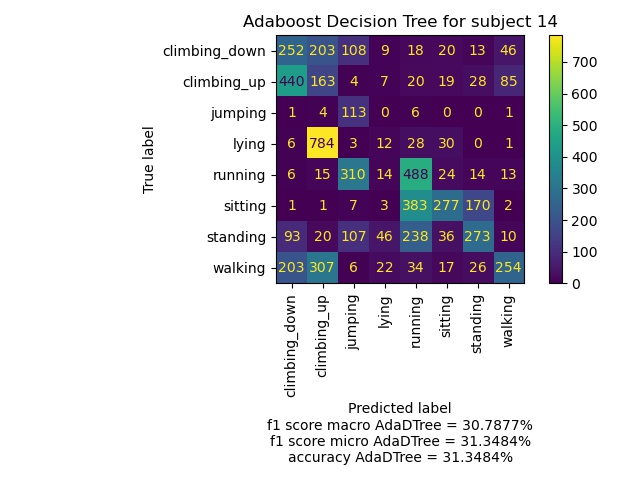 Adaboost Decision Tree for subject 14
True label
climbing_down 252 203 108 9 18 20 13 46
climbing_up 440 163 4 7 20 19 28 85
jumping 1 4 113 0 6 0 0 1
lying 6 784 3 12 28 30 0 1
running 6 15 310 14 488 24 14 13
sitting 1 1 7 3 383 277 170 2
standing 93 20 107 46 238 36 273 10
walking 203 307 6 22 34 17 26 254
climbing_down climbing_up jumping lying running sitting standing walking
700
600
500
400
300
200
100
0
Predicted label
f1 score macro AdaDTree = 30.7877%
f1 score micro AdaDTree = 31.3484%
accuracy AdaDTree = 31.3484%